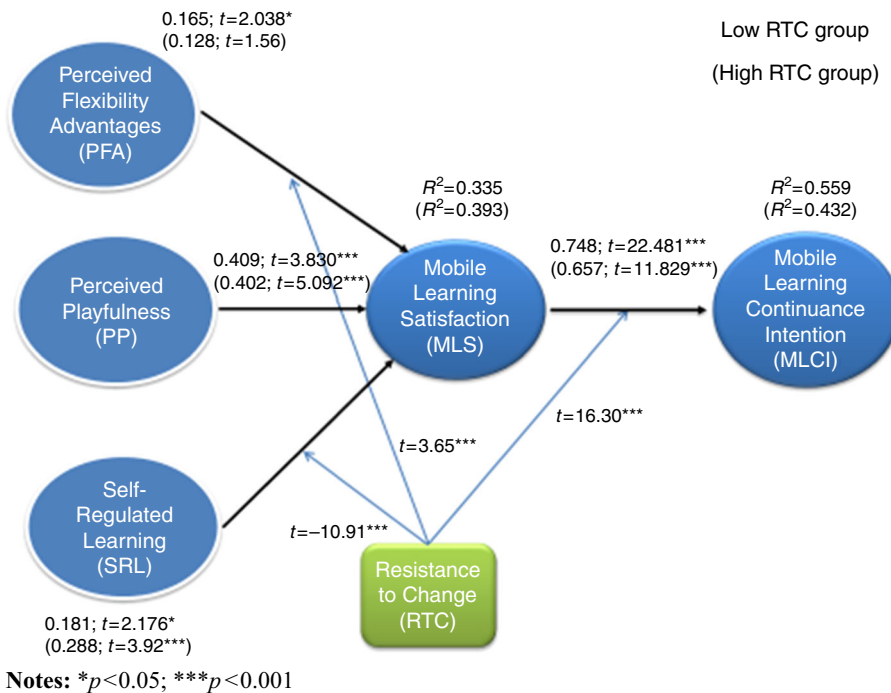 0.165; t=2.038*
(0.128; t=1.56)
Low RTC group
(High RTC group)
Perceived
Flexibility
Advantages
(PFA)
R²=0.335
(R²=0.393)
R²=0.559
(R²=0.432)
0.409; t=3.830***
(0.402; t=5.092***)
0.748; t=22.481***
(0.657; t=11.829***)
Perceived
Playfulness
(PP)
Mobile
Learning
Satisfaction
(MLS)
Mobile
Learning
Continuance
Intention
(MLCI)
t=3.65***
t=16.30***
t=–10.91***
Self-
Regulated
Learning
(SRL)
Resistance
to Change
(RTC)
0.181; t=2.176*
(0.288; t=3.92***)
Notes: *p<0.05; ***p<0.001